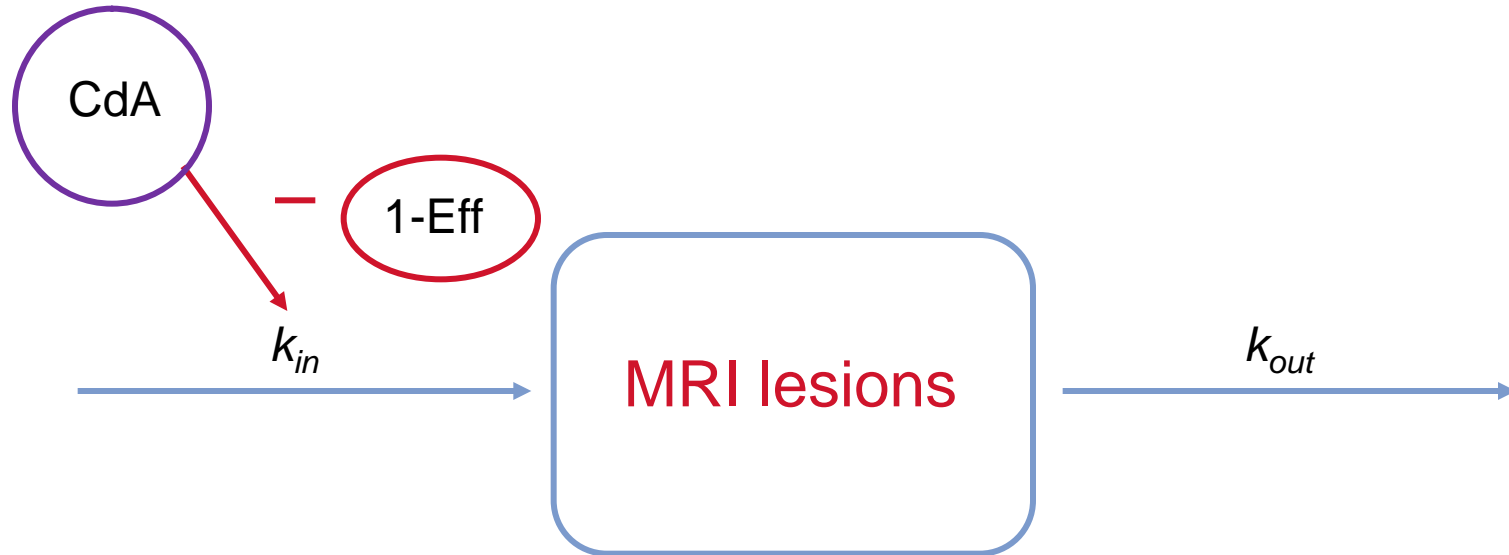 CdA
–
1-Eff
k_in
k_out
MRI lesions